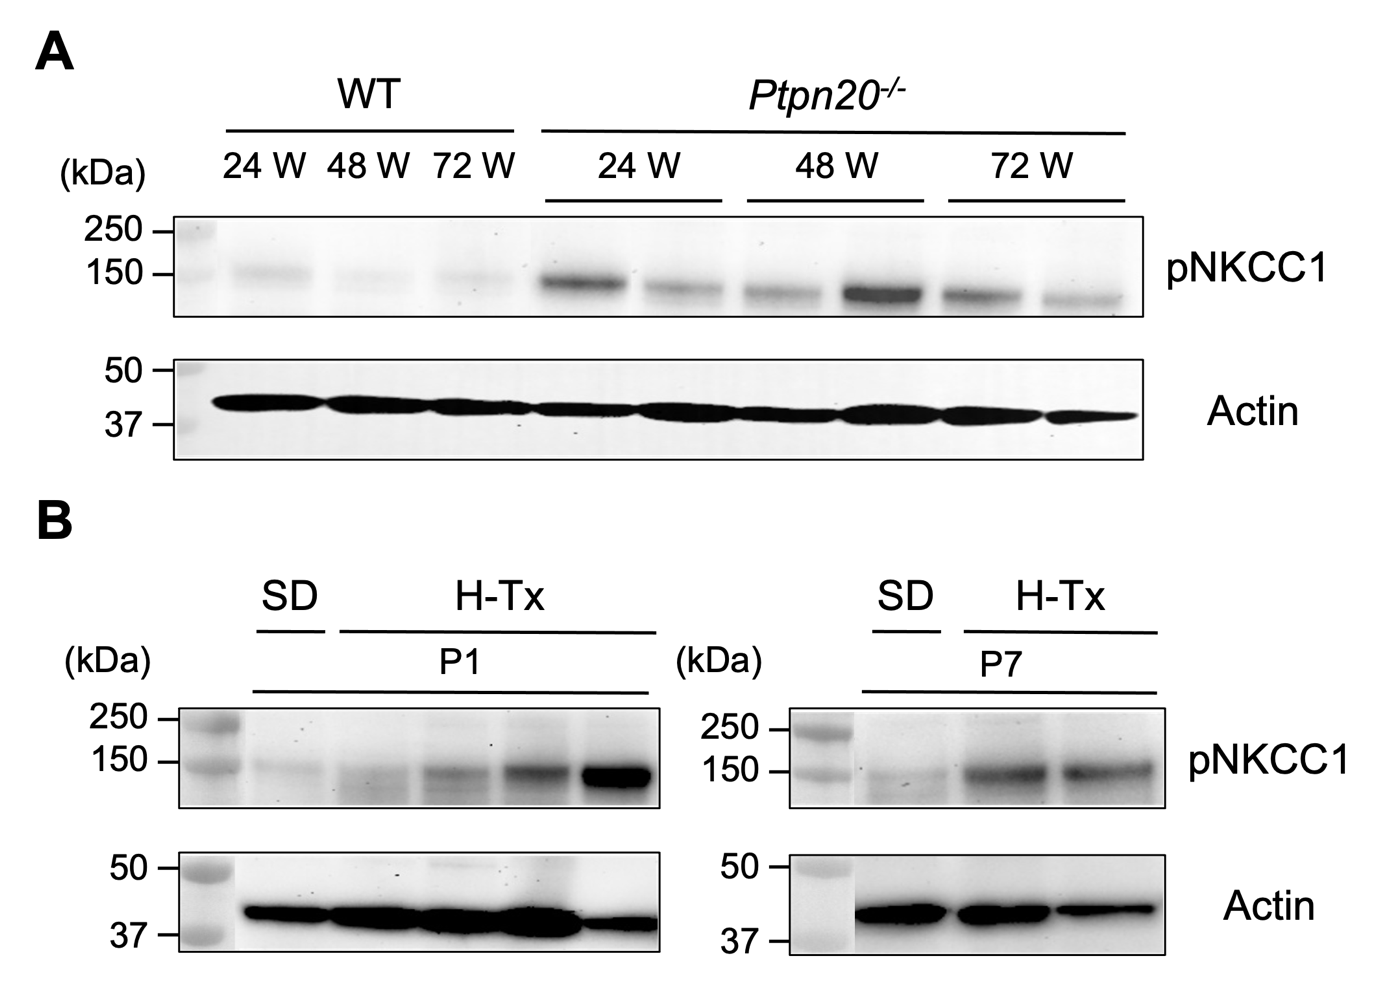 A
WT Ptpn20-/-
(kDa) 24 W 48 W 72 W 24 W 48 W 72 W
250
150 pNKCC1
50
37 Actin
B
SD H-Tx SD H-Tx
(kDa) P1 (kDa) P7
250 250
150 150 pNKCC1
50 50
37 37 Actin